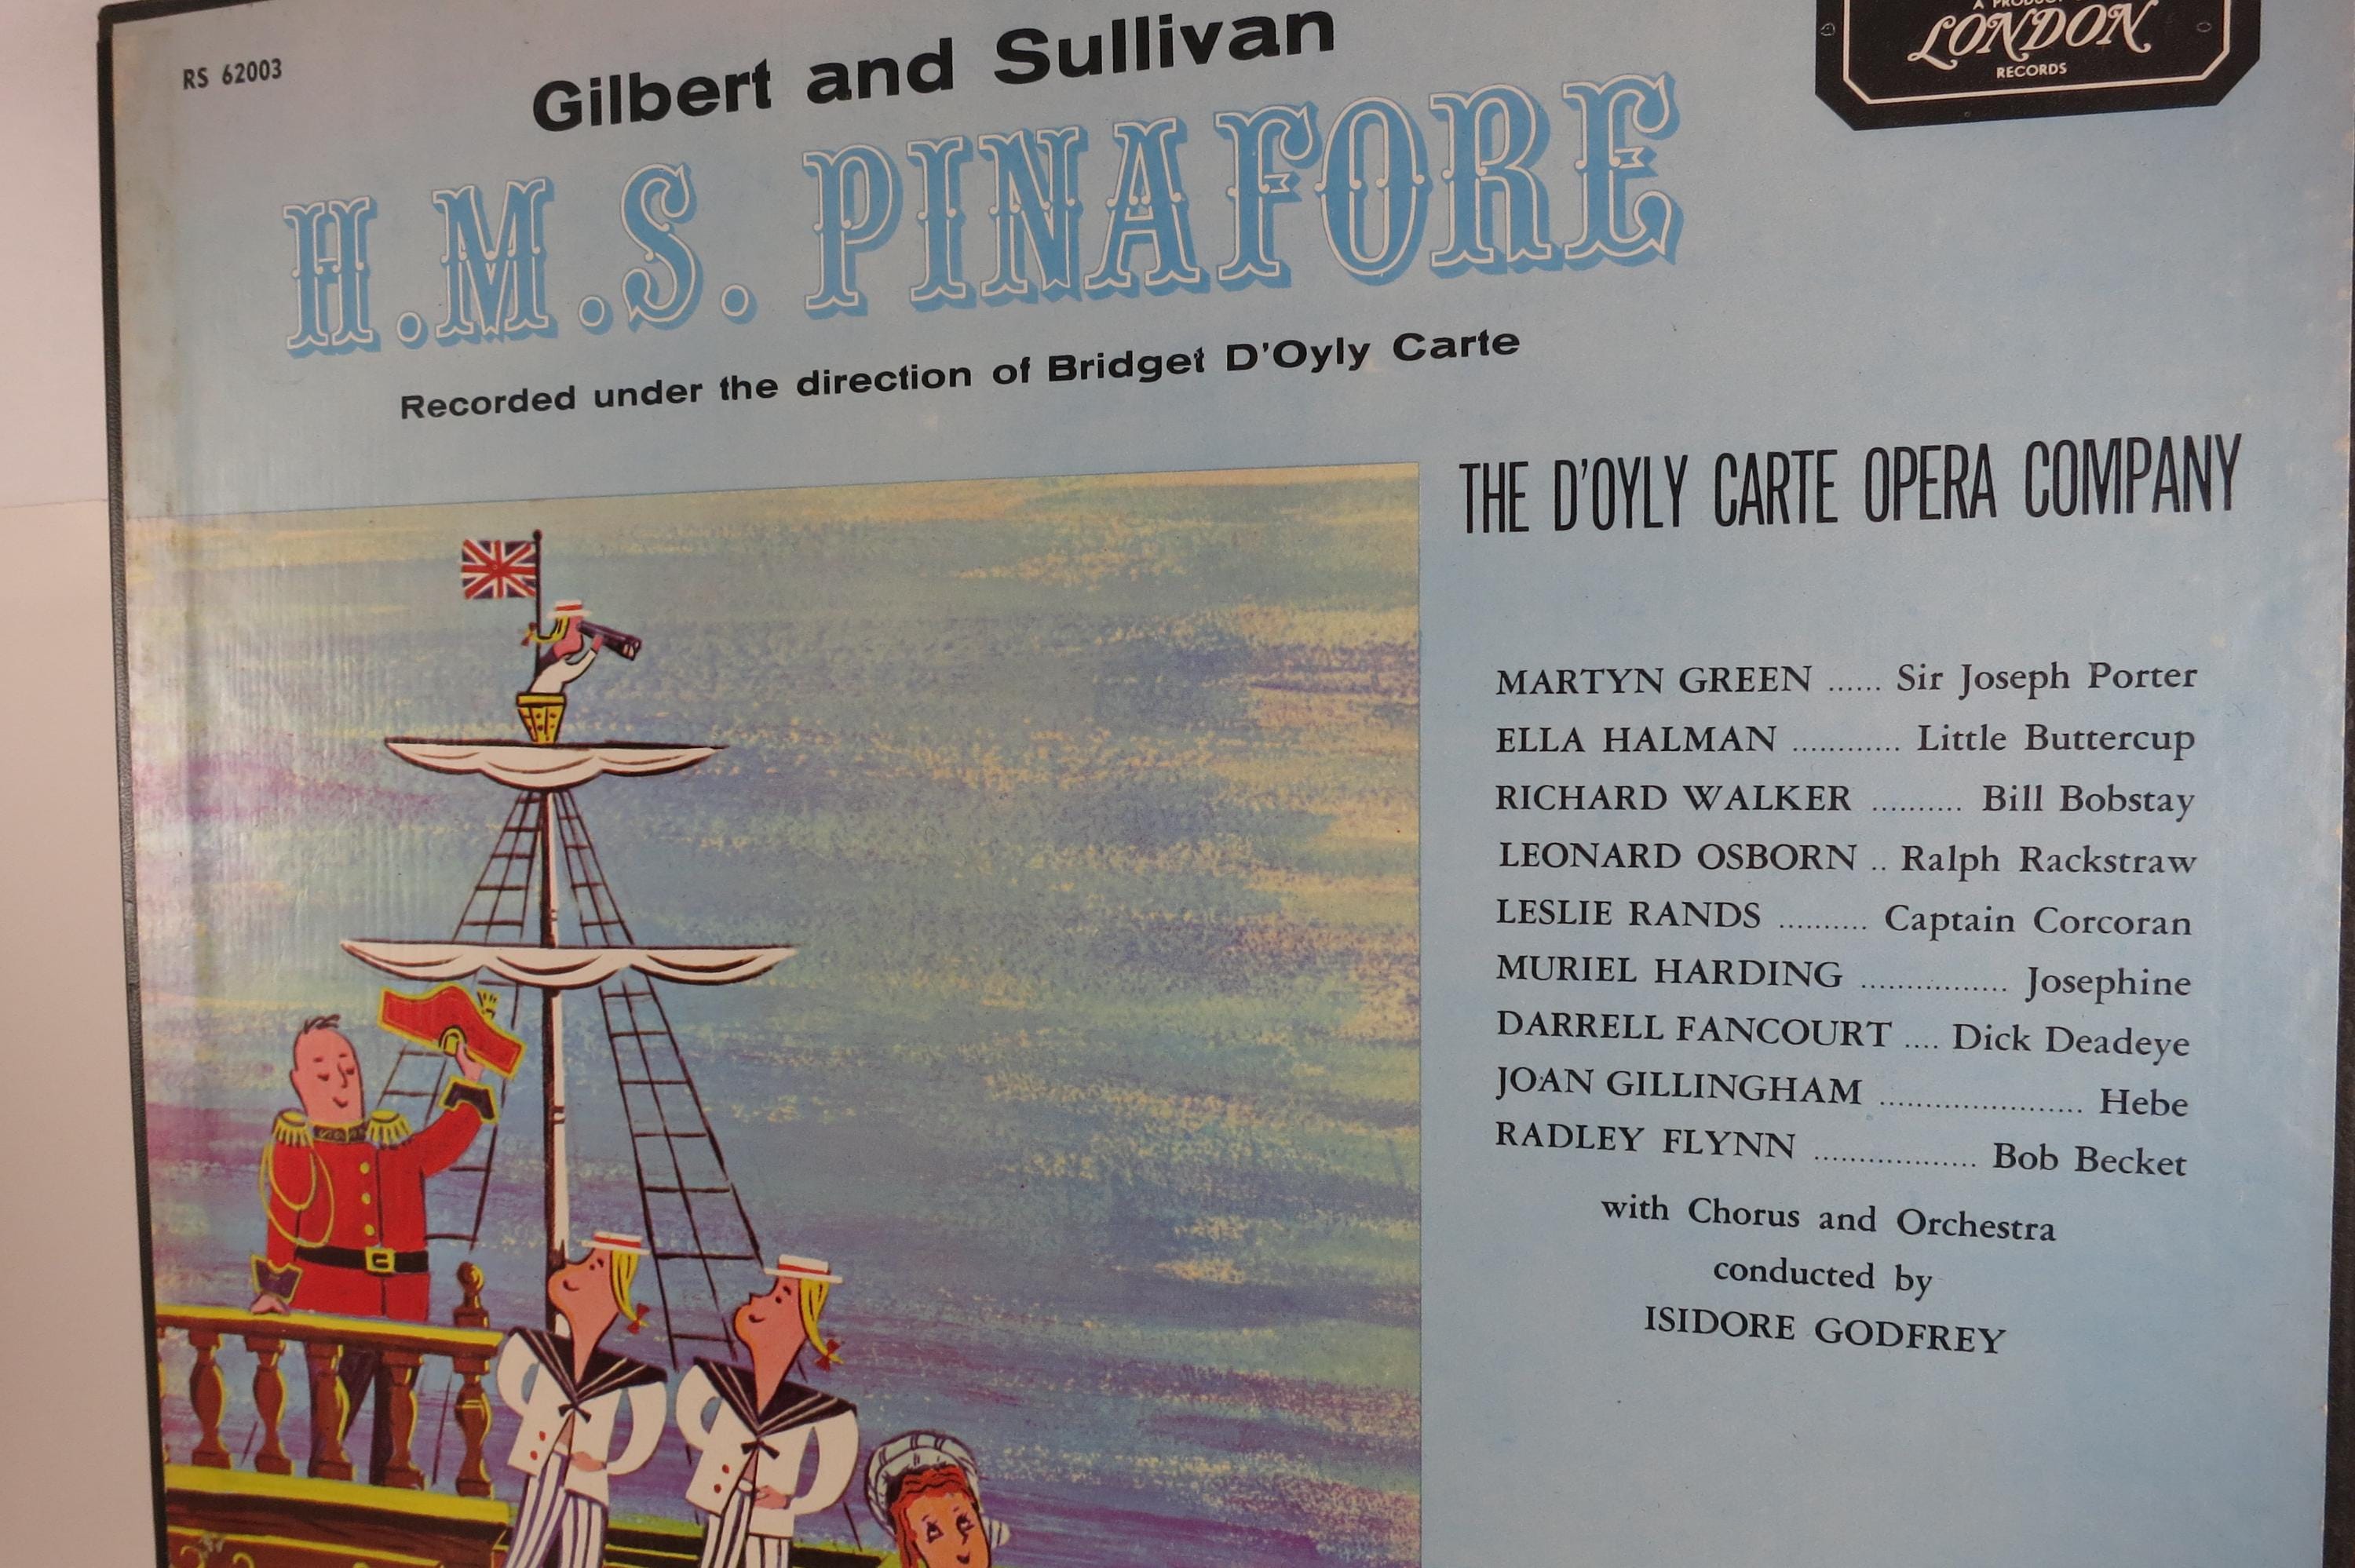 RS 62003
Gilbert and Sullivan
H.M.S. PINAFORE
Recorded under the direction of Bridget D'Oyly Carte
LONDON
RECORDS
THE D'OYLY CARTE OPERA COMPANY
MARTYN GREEN ...... Sir Joseph Porter
ELLA HALMAN ............ Little Buttercup
RICHARD WALKER .......... Bill Bobstay
LEONARD OSBORN .. Ralph Rackstraw
LESLIE RANDS .......... Captain Corcoran
MURIEL HARDING ................ Josephine
DARRELL FANCOURT .... Dick Deadeye
JOAN GILLINGHAM ...................... Hebe
RADLEY FLYNN .................. Bob Becket
with Chorus and Orchestra
conducted by
ISIDORE GODFREY